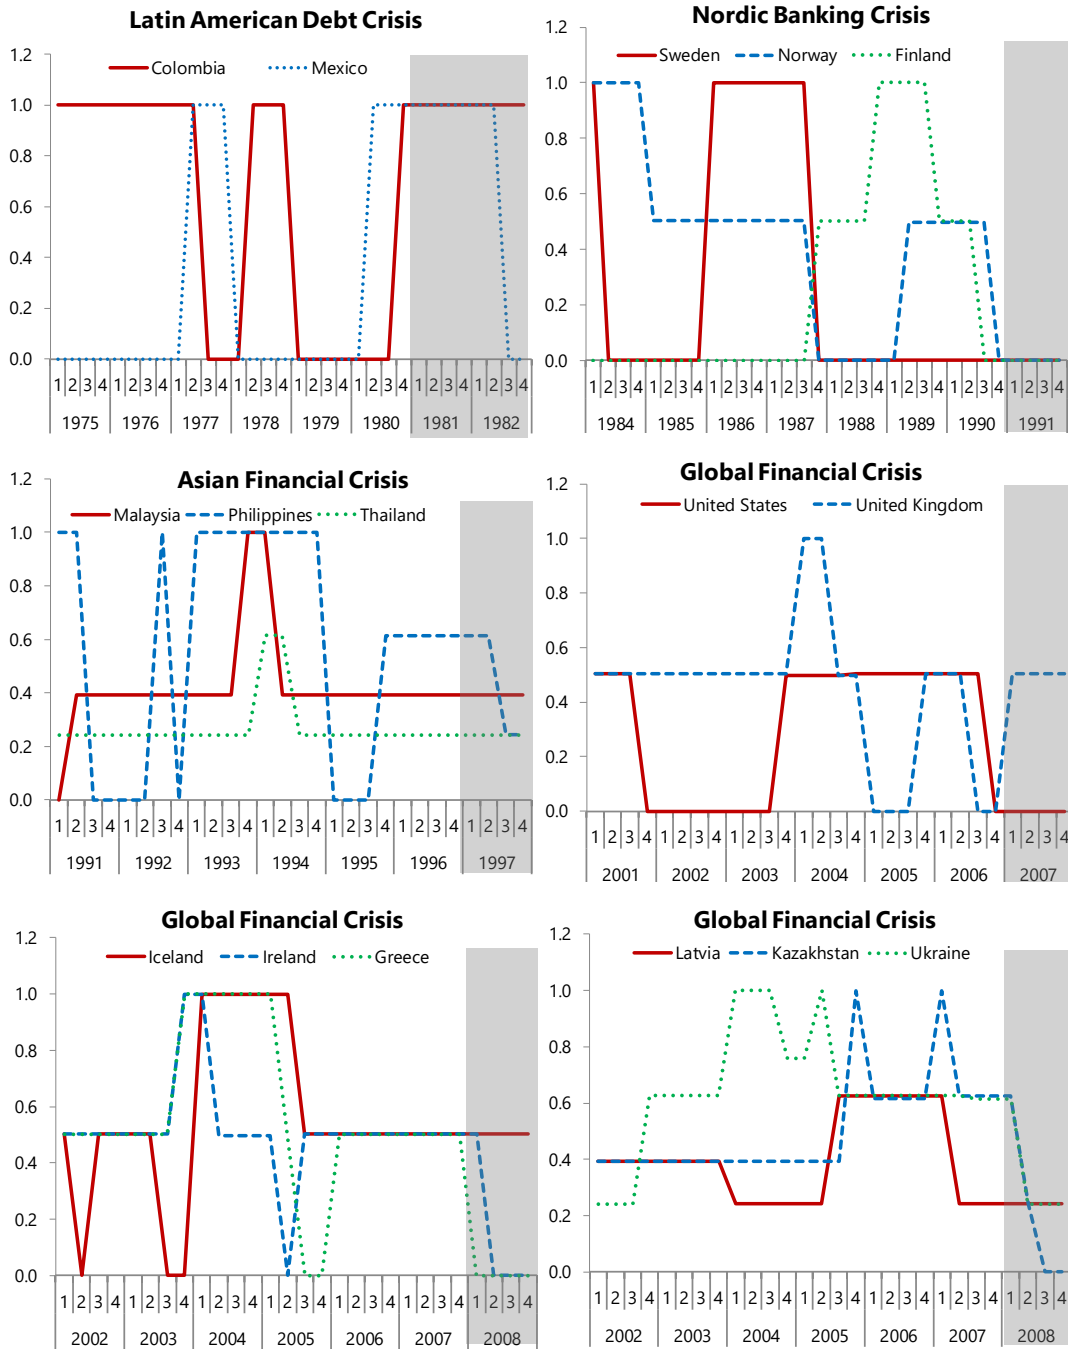 Latin American Debt Crisis
1.2
1.0
0.8
0.6
0.4
0.2
0.0
Colombia Mexico
1 2 3 4 1 2 3 4 1 2 3 4 1 2 3 4 1 2 3 4 1 2 3 4 1 2 3 4 1 2 3 4
1975 1976 1977 1978 1979 1980 1981 1982
Nordic Banking Crisis
1.2
1.0
0.8
0.6
0.4
0.2
0.0
Sweden Norway Finland
1 2 3 4 1 2 3 4 1 2 3 4 1 2 3 4 1 2 3 4 1 2 3 4 1 2 3 4 1 2 3 4
1984 1985 1986 1987 1988 1989 1990 1991
Asian Financial Crisis
1.2
1.0
0.8
0.6
0.4
0.2
0.0
Malaysia Philippines Thailand
1 2 3 4 1 2 3 4 1 2 3 4 1 2 3 4 1 2 3 4 1 2 3 4 1 2 3 4
1991 1992 1993 1994 1995 1996 1997
Global Financial Crisis
1.2
1.0
0.8
0.6
0.4
0.2
0.0
United States United Kingdom
1 2 3 4 1 2 3 4 1 2 3 4 1 2 3 4 1 2 3 4 1 2 3 4 1 2 3 4
2001 2002 2003 2004 2005 2006 2007
Global Financial Crisis
1.2
1.0
0.8
0.6
0.4
0.2
0.0
Iceland Ireland Greece
1 2 3 4 1 2 3 4 1 2 3 4 1 2 3 4 1 2 3 4 1 2 3 4 1 2 3 4
2002 2003 2004 2005 2006 2007 2008
Global Financial Crisis
1.2
1.0
0.8
0.6
0.4
0.2
0.0
Latvia Kazakhstan Ukraine
1 2 3 4 1 2 3 4 1 2 3 4 1 2 3 4 1 2 3 4 1 2 3 4 1 2 3 4
2002 2003 2004 2005 2006 2007 2008